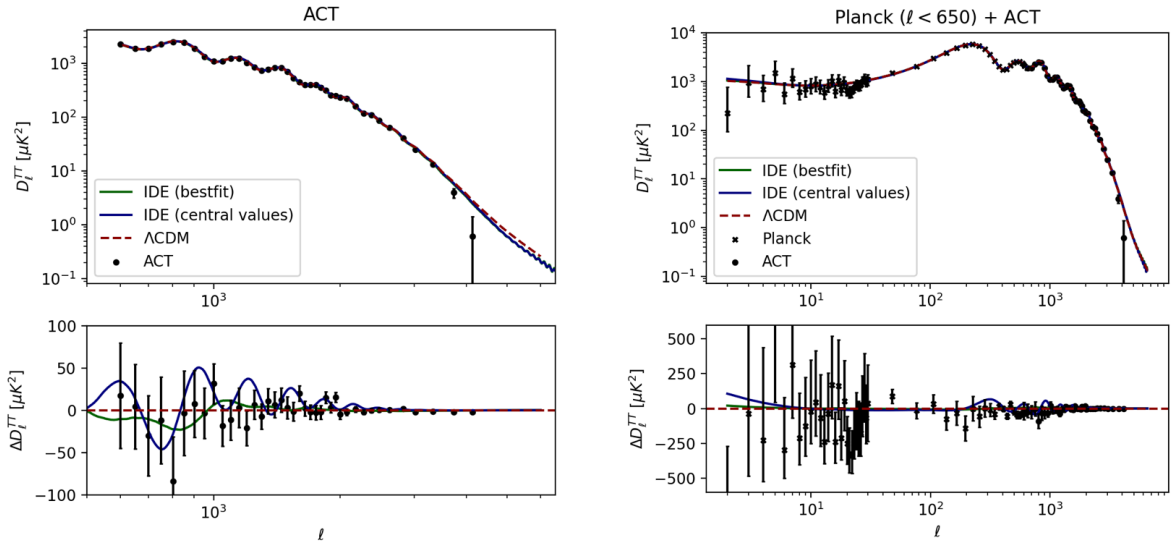 ACT
D_ℓ^{TT} [μK²]
10³
10²
10¹
10⁰
10⁻¹
IDE (bestfit)
IDE (central values)
ΛCDM
ACT
10³
ΔD_ℓ^{TT} [μK²]
100
50
0
−50
−100
10³
ℓ
Planck (ℓ < 650) + ACT
D_ℓ^{TT} [μK²]
10⁴
10³
10²
10¹
10⁰
10⁻¹
IDE (bestfit)
IDE (central values)
ΛCDM
Planck
ACT
10¹ 10² 10³
ΔD_ℓ^{TT} [μK²]
500
250
0
−250
−500
10¹ 10² 10³
ℓ